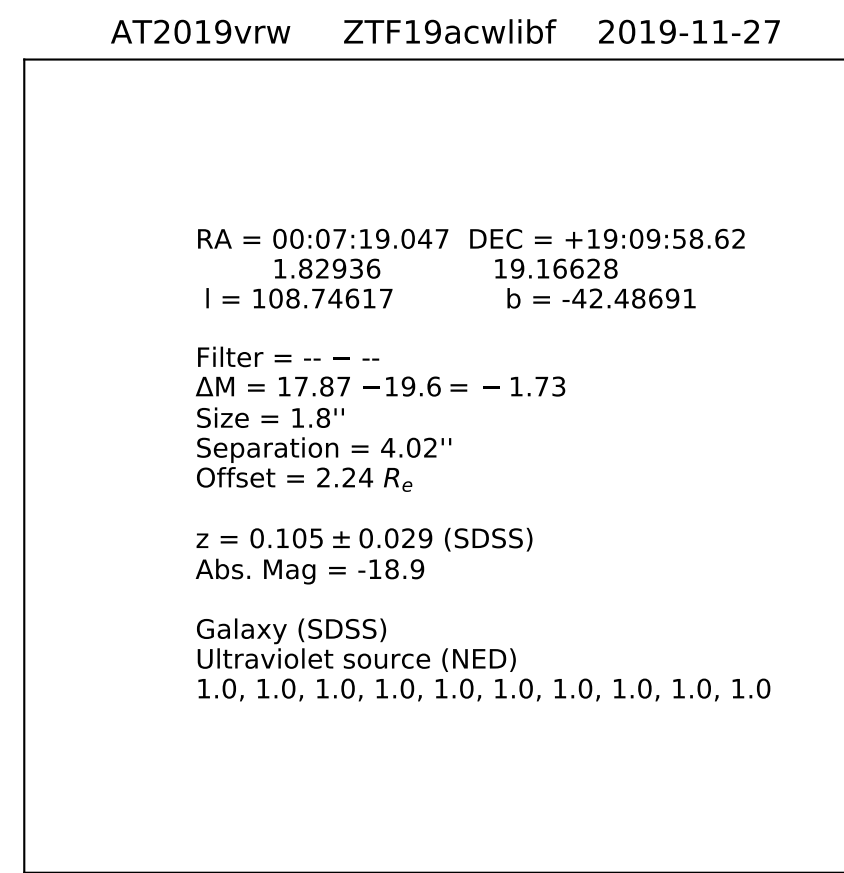 AT2019vrw ZTF19acwlibf 2019-11-27
RA = 00:07:19.047 DEC = +19:09:58.62
1.82936 19.16628
l = 108.74617 b = -42.48691
Filter = -- − --
ΔM = 17.87 −19.6 = − 1.73
Size = 1.8''
Separation = 4.02''
Offset = 2.24 Rₑ
z = 0.105 ± 0.029 (SDSS)
Abs. Mag = -18.9
Galaxy (SDSS)
Ultraviolet source (NED)
1.0, 1.0, 1.0, 1.0, 1.0, 1.0, 1.0, 1.0, 1.0, 1.0